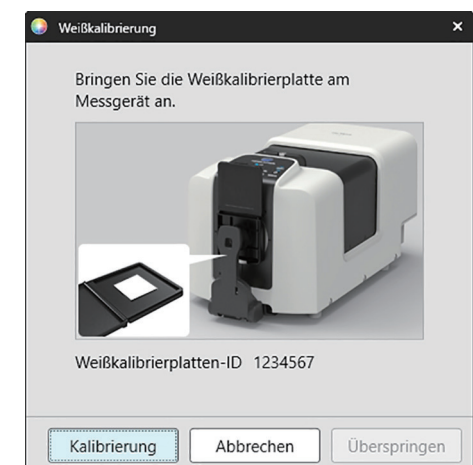 Weißkalibrierung
Bringen Sie die Weißkalibrierplatte am
Messgerät an.
Weißkalibrierplatten-ID 1234567
Kalibrierung
Abbrechen
Überspringen